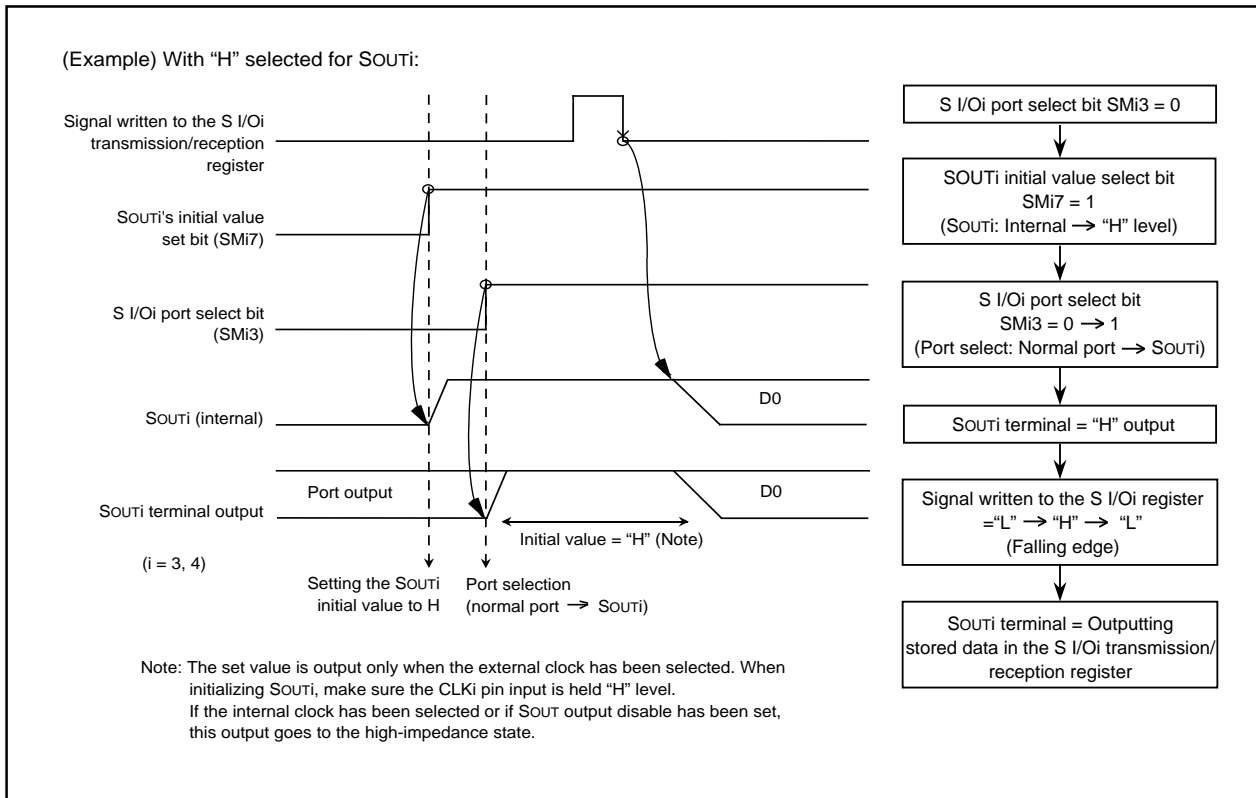 (Example) With “H” selected for SOUTi:
Signal written to the S I/Oi
transmission/reception
register
SOUTi's initial value
set bit (SMi7)
S I/Oi port select bit
(SMi3)
SOUTi (internal)
D0
Port output
D0
SOUTi terminal output
Initial value = “H” (Note)
(i = 3, 4)
Setting the SOUTi
initial value to H
Port selection
(normal port → SOUTi)
Note: The set value is output only when the external clock has been selected. When
initializing SOUTi, make sure the CLKi pin input is held “H” level.
If the internal clock has been selected or if SOUT output disable has been set,
this output goes to the high-impedance state.
S I/Oi port select bit SMi3 = 0
SOUTi initial value select bit
SMi7 = 1
(SOUTi: Internal → “H” level)
S I/Oi port select bit
SMi3 = 0 → 1
(Port select: Normal port → SOUTi)
SOUTi terminal = “H” output
Signal written to the S I/Oi register
=“L” → “H” → “L”
(Falling edge)
SOUTi terminal = Outputting
stored data in the S I/Oi transmission/
reception register